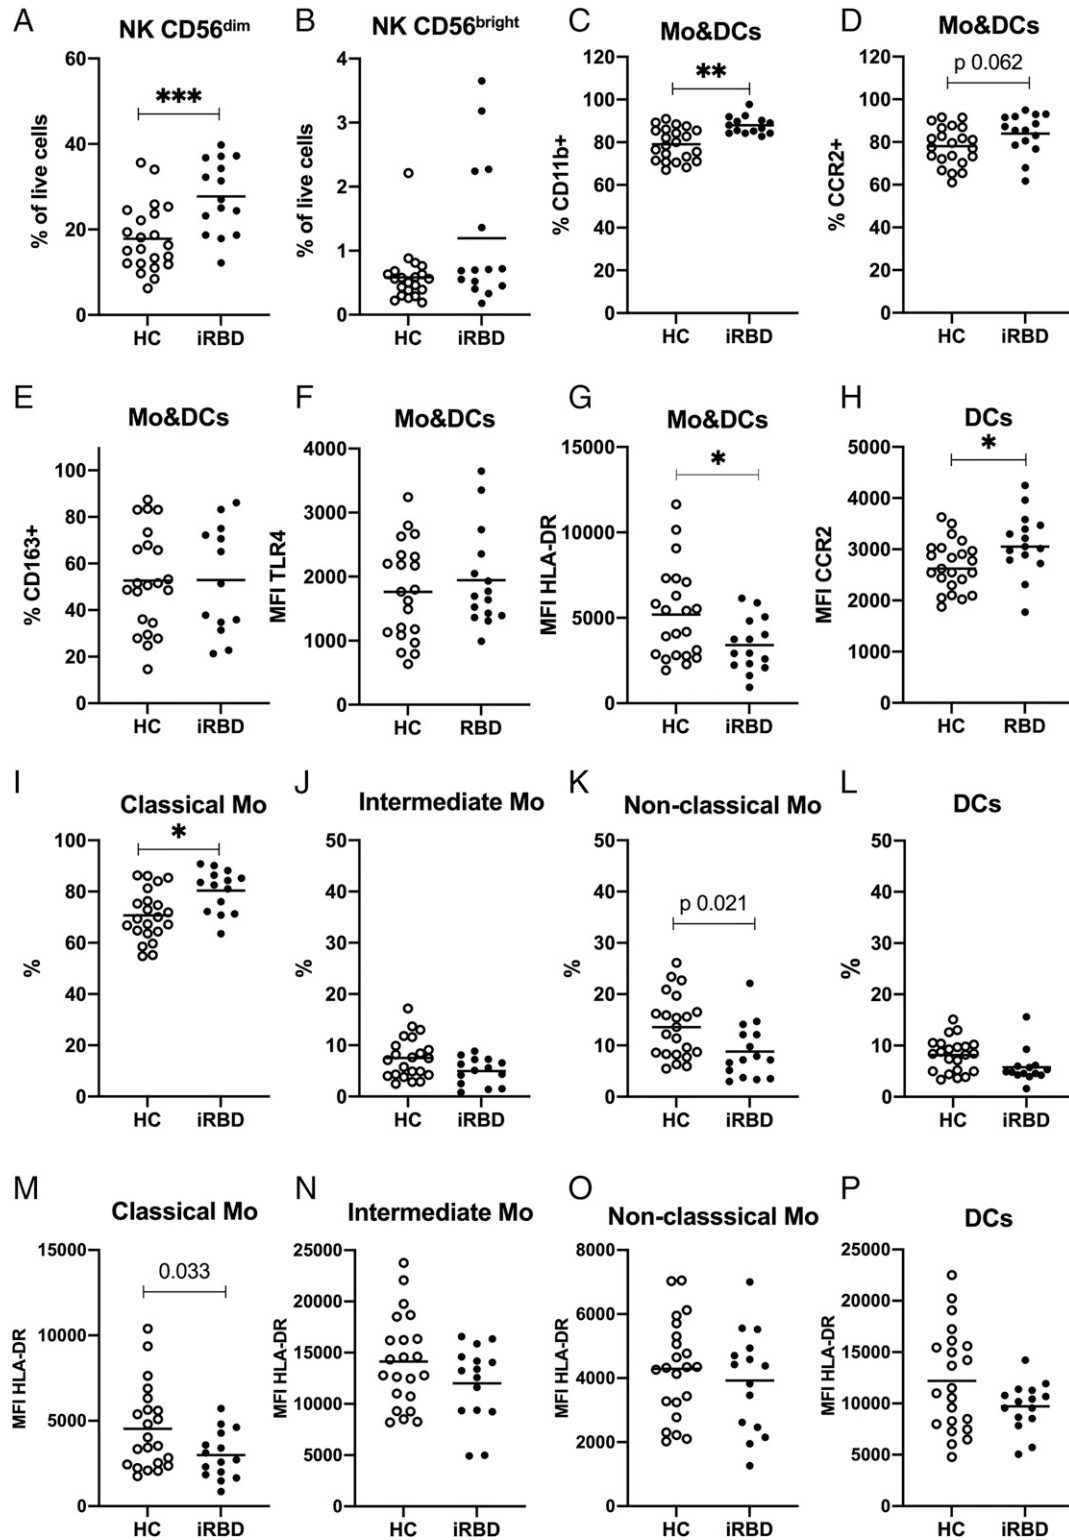 A
NK CD56dim
60
40
20
0
% of live cells
***
HC
iRBD
B
NK CD56bright
4
3
2
1
0
% of live cells
HC
iRBD
C
Mo&DCs
120
100
80
60
40
20
0
% CD11b+
**
HC
iRBD
D
Mo&DCs
120
100
80
60
40
20
0
% CCR2+
p 0.062
HC
iRBD
E
Mo&DCs
100
80
60
40
20
0
% CD163+
HC
iRBD
F
Mo&DCs
4000
3000
2000
1000
0
MFI TLR4
HC
RBD
G
Mo&DCs
15000
10000
5000
0
MFI HLA-DR
*
HC
iRBD
H
DCs
5000
4000
3000
2000
1000
0
MFI CCR2
*
HC
RBD
I
Classical Mo
100
80
60
40
20
0
%
*
HC
iRBD
J
Intermediate Mo
50
40
30
20
10
0
%
HC
iRBD
K
Non-classical Mo
50
40
30
20
10
0
%
p 0.021
HC
iRBD
L
DCs
50
40
30
20
10
0
%
HC
iRBD
M
Classical Mo
15000
10000
5000
0
MFI HLA-DR
0.033
HC
iRBD
N
Intermediate Mo
25000
20000
15000
10000
5000
0
MFI HLA-DR
HC
iRBD
O
Non-classsical Mo
8000
6000
4000
2000
0
MFI HLA-DR
HC
iRBD
P
DCs
25000
20000
15000
10000
5000
0
MFI HLA-DR
HC
iRBD